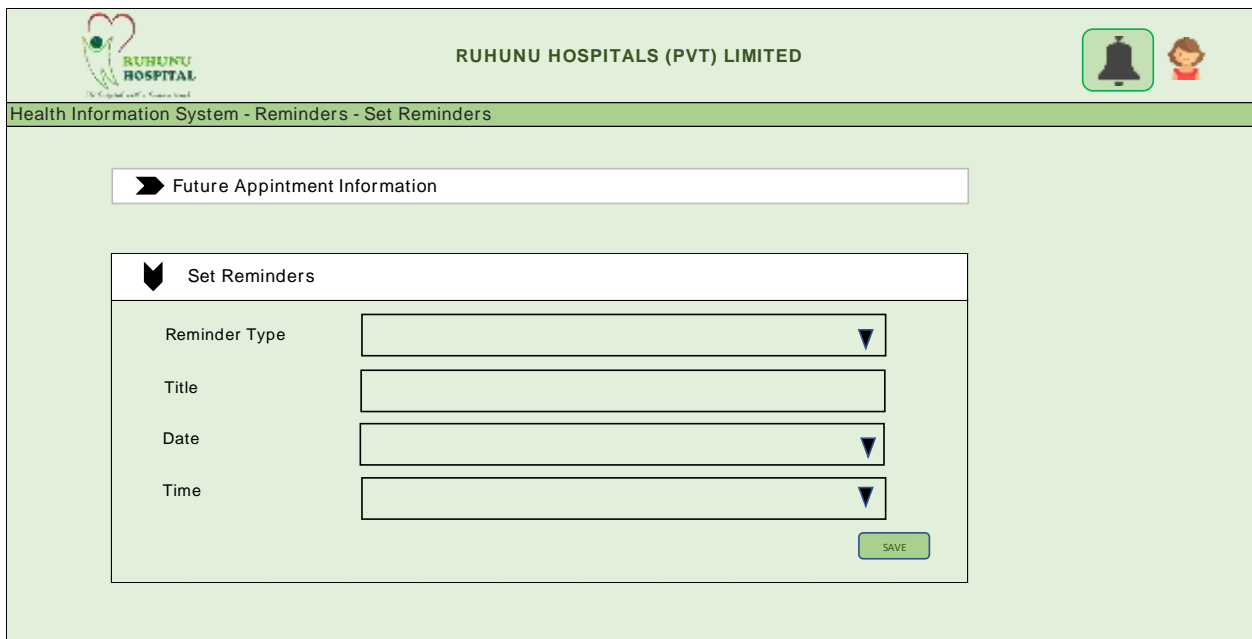 RUHUNU
HOSPITAL
RUHUNU HOSPITALS (PVT) LIMITED
Health Information System - Reminders - Set Reminders
Future Appintment Information
Set Reminders
Reminder Type
Title
Date
Time
SAVE